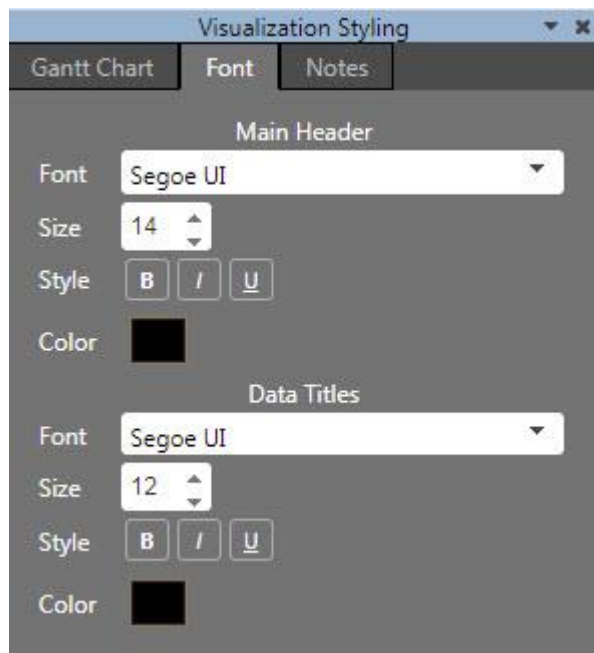 Visualization Styling
Gantt Chart Font Notes
Main Header
Font Segoe UI
Size 14
Style B I U
Color
Data Titles
Font Segoe UI
Size 12
Style B I U
Color